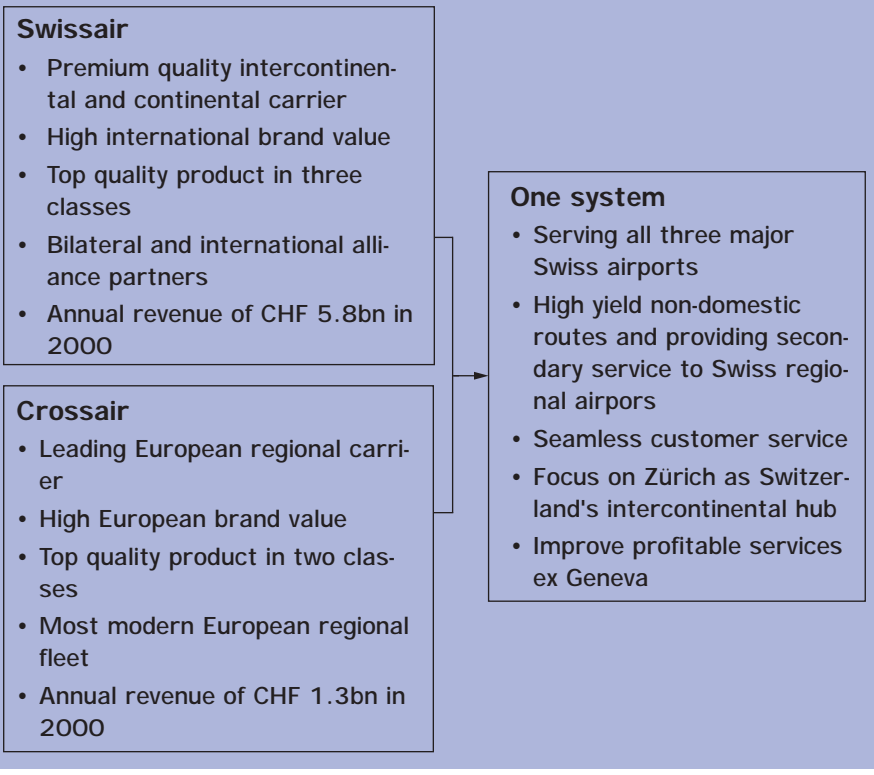 Swissair
• Premium quality intercontinen-
tal and continental carrier
• High international brand value
• Top quality product in three
classes
• Bilateral and international alli-
ance partners
• Annual revenue of CHF 5.8bn in
2000
Crossair
• Leading European regional carri-
er
• High European brand value
• Top quality product in two clas-
ses
• Most modern European regional
fleet
• Annual revenue of CHF 1.3bn in
2000
One system
• Serving all three major
Swiss airports
• High yield non-domestic
routes and providing secon-
dary service to Swiss regio-
nal airpors
• Seamless customer service
• Focus on Zürich as Switzer-
land's intercontinental hub
• Improve profitable services
ex Geneva